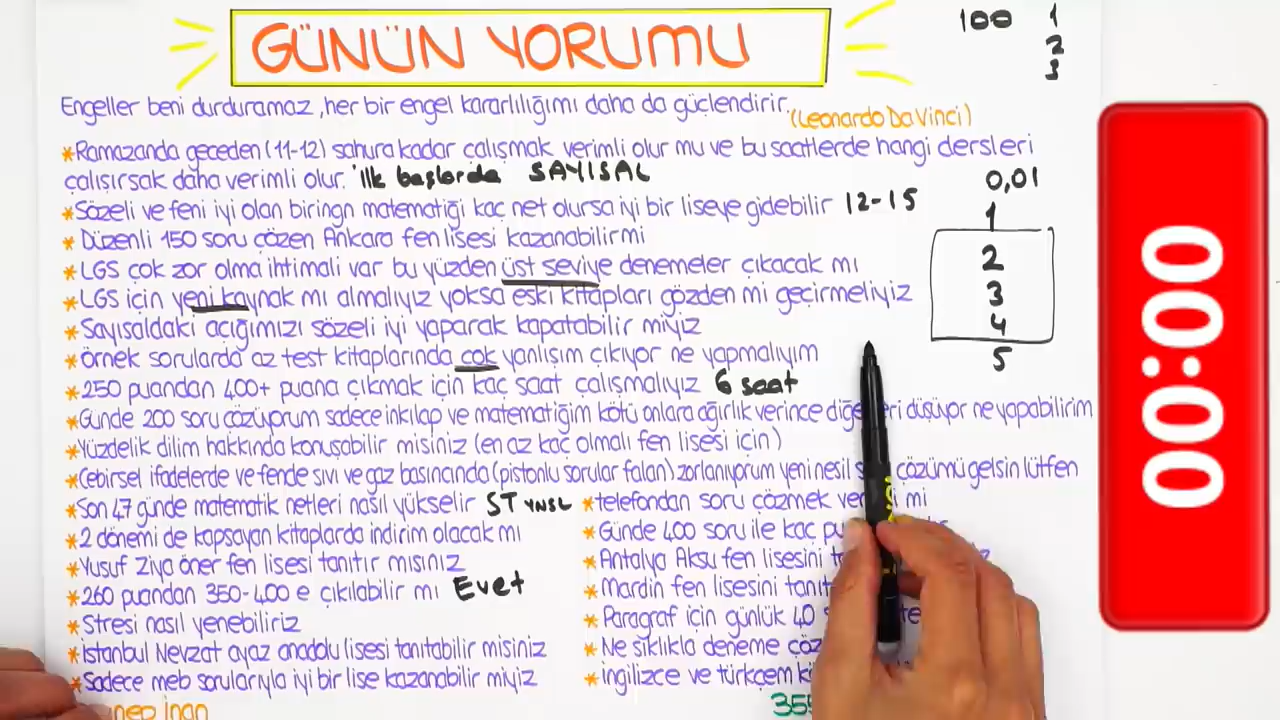 GÜNÜN YORUMU
100 1
2
3
Engeller beni durduramaz, her bir engel kararlılığımı daha da güçlendirir.
(Leonardo Da Vinci)
*Ramazanda geceden (11-12) sahura kadar çalışmak verimli olur mu ve bu saatlerde hangi dersleri
çalışırsak daha verimli olur. ilk başlarda SAYISAL
0,01
*Sözeli ve feni iyi olan biringn matematiği kaç net olursa iyi bir liseye gidebilir 12-15
1
*Düzenli 150 soru çözen Ankara fen lisesi kazanabilirmi
*LGS çok zor olma ihtimali var bu yüzden üst seviye denemeler çıkacak mı
2
*LGS için yeni kaynak mı almalıyız yoksa eski kitapları gözden mi geçirmeliyiz
3
*Sayısaldaki açığımızı sözeli iyi yaparak kapatabilir miyiz
4
*örnek sorularda az test kitaplarında çok yanlışım çıkıyor ne yapmalıyım
5
*250 puandan 400+ puana çıkmak için kaç saat çalışmalıyız 6 saat
*Günde 200 soru çözüyorum sadece inkılap ve matematiğim kötü onlara ağırlık verince düşüyor ne yapabilirim
*Yüzdelik dilim hakkında konuşabilir misiniz (en az kaç olmalı fen lisesi için)
*Cebirsel ifadelerde ve fende sıvı ve gaz basıncında (pistonlu sorular falan) zorlanıyorum yeni nesil çözümü gelsin lütfen
*Son 47 günde matematik netleri nasıl yükselir ST YNSL
*telefondan soru çözmek mi
*2 dönemi de kapsayan kitaplarda indirim olacak mı
*Günde 400 soru ile kaç
*Yusuf Ziya öner fen lisesi tanıtır mısınız
*Antalya Aksu fen lisesini
*260 puandan 350-400 e çıkılabilir mi Evet
*Mardin fen lisesini
*Stresi nasıl yenebiliriz
*Paragraf için günlük 40
*İstanbul Nevzat ayaz anadolu lisesi tanıtabilir misiniz
*Ne sıklıkla deneme
*Sadece meb sorularıyla iyi bir lise kazanabilir miyiz
*ingilizce ve türkçem
inan
00:00